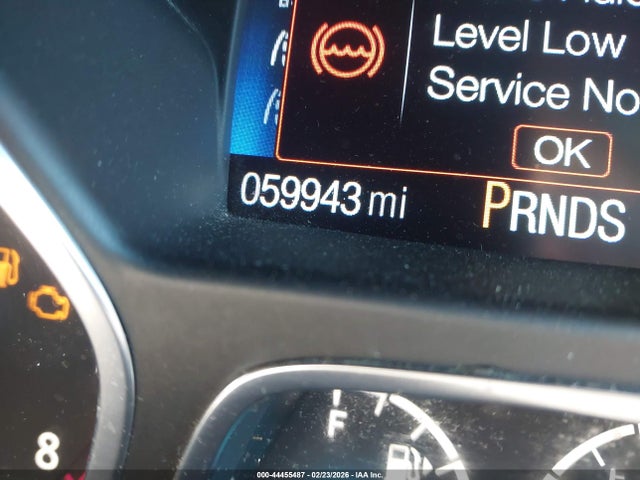 Level Low
Service No
OK
059943 mi
PRNDS
F
8
000-44455487 - 02/23/2026 - IAA Inc.